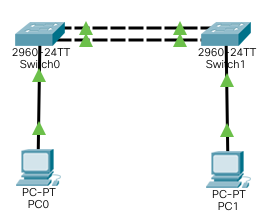 2960-24TT
Switch0
2960-24TT
Switch1
PC-PT
PC0
PC-PT
PC1